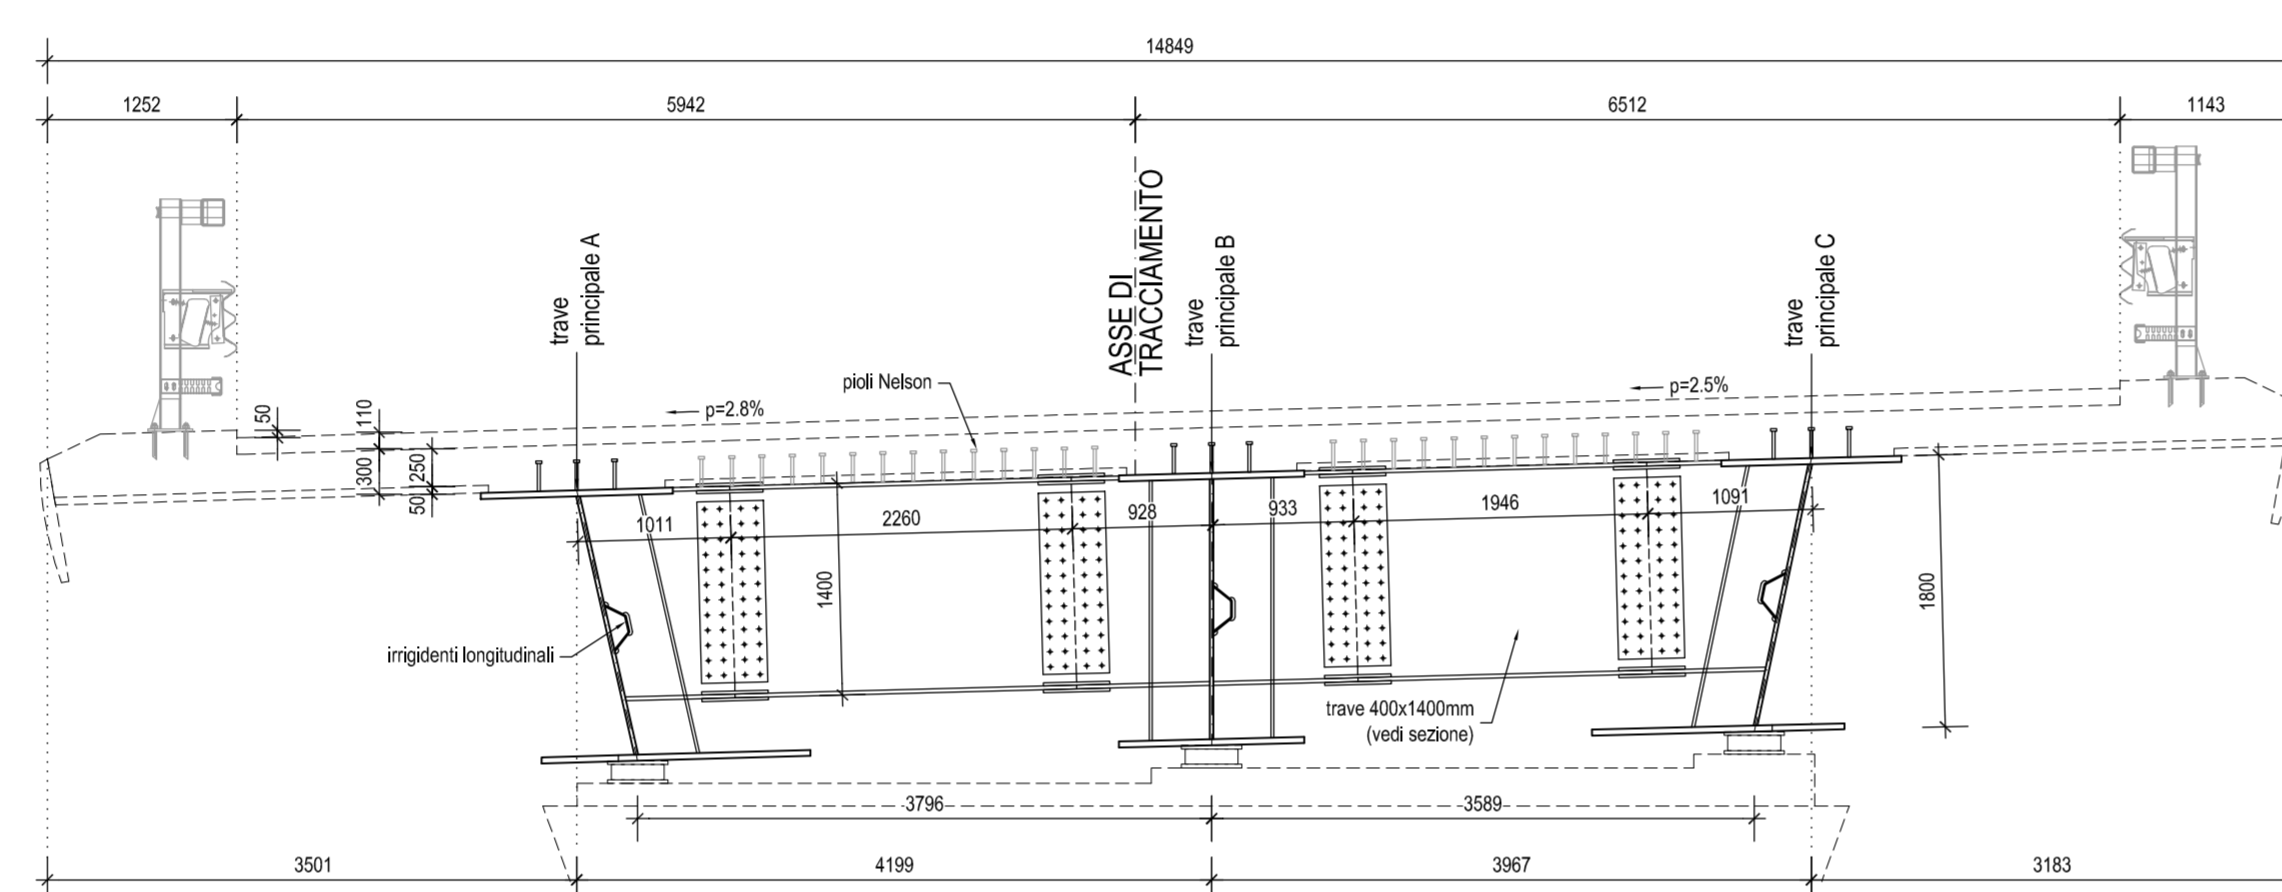 14849
1252
5942
6512
1143
trave
principale A
ASSE DI
TRACCIAMENTO
trave
principale B
trave
principale C
pioli Nelson
p=2.8%
p=2.5%
50
110
300
250
50
1011
2260
928
933
1946
1091
1400
1800
irrigidenti longitudinali
trave 400x1400mm
(vedi sezione)
3796
3589
3501
4199
3967
3183